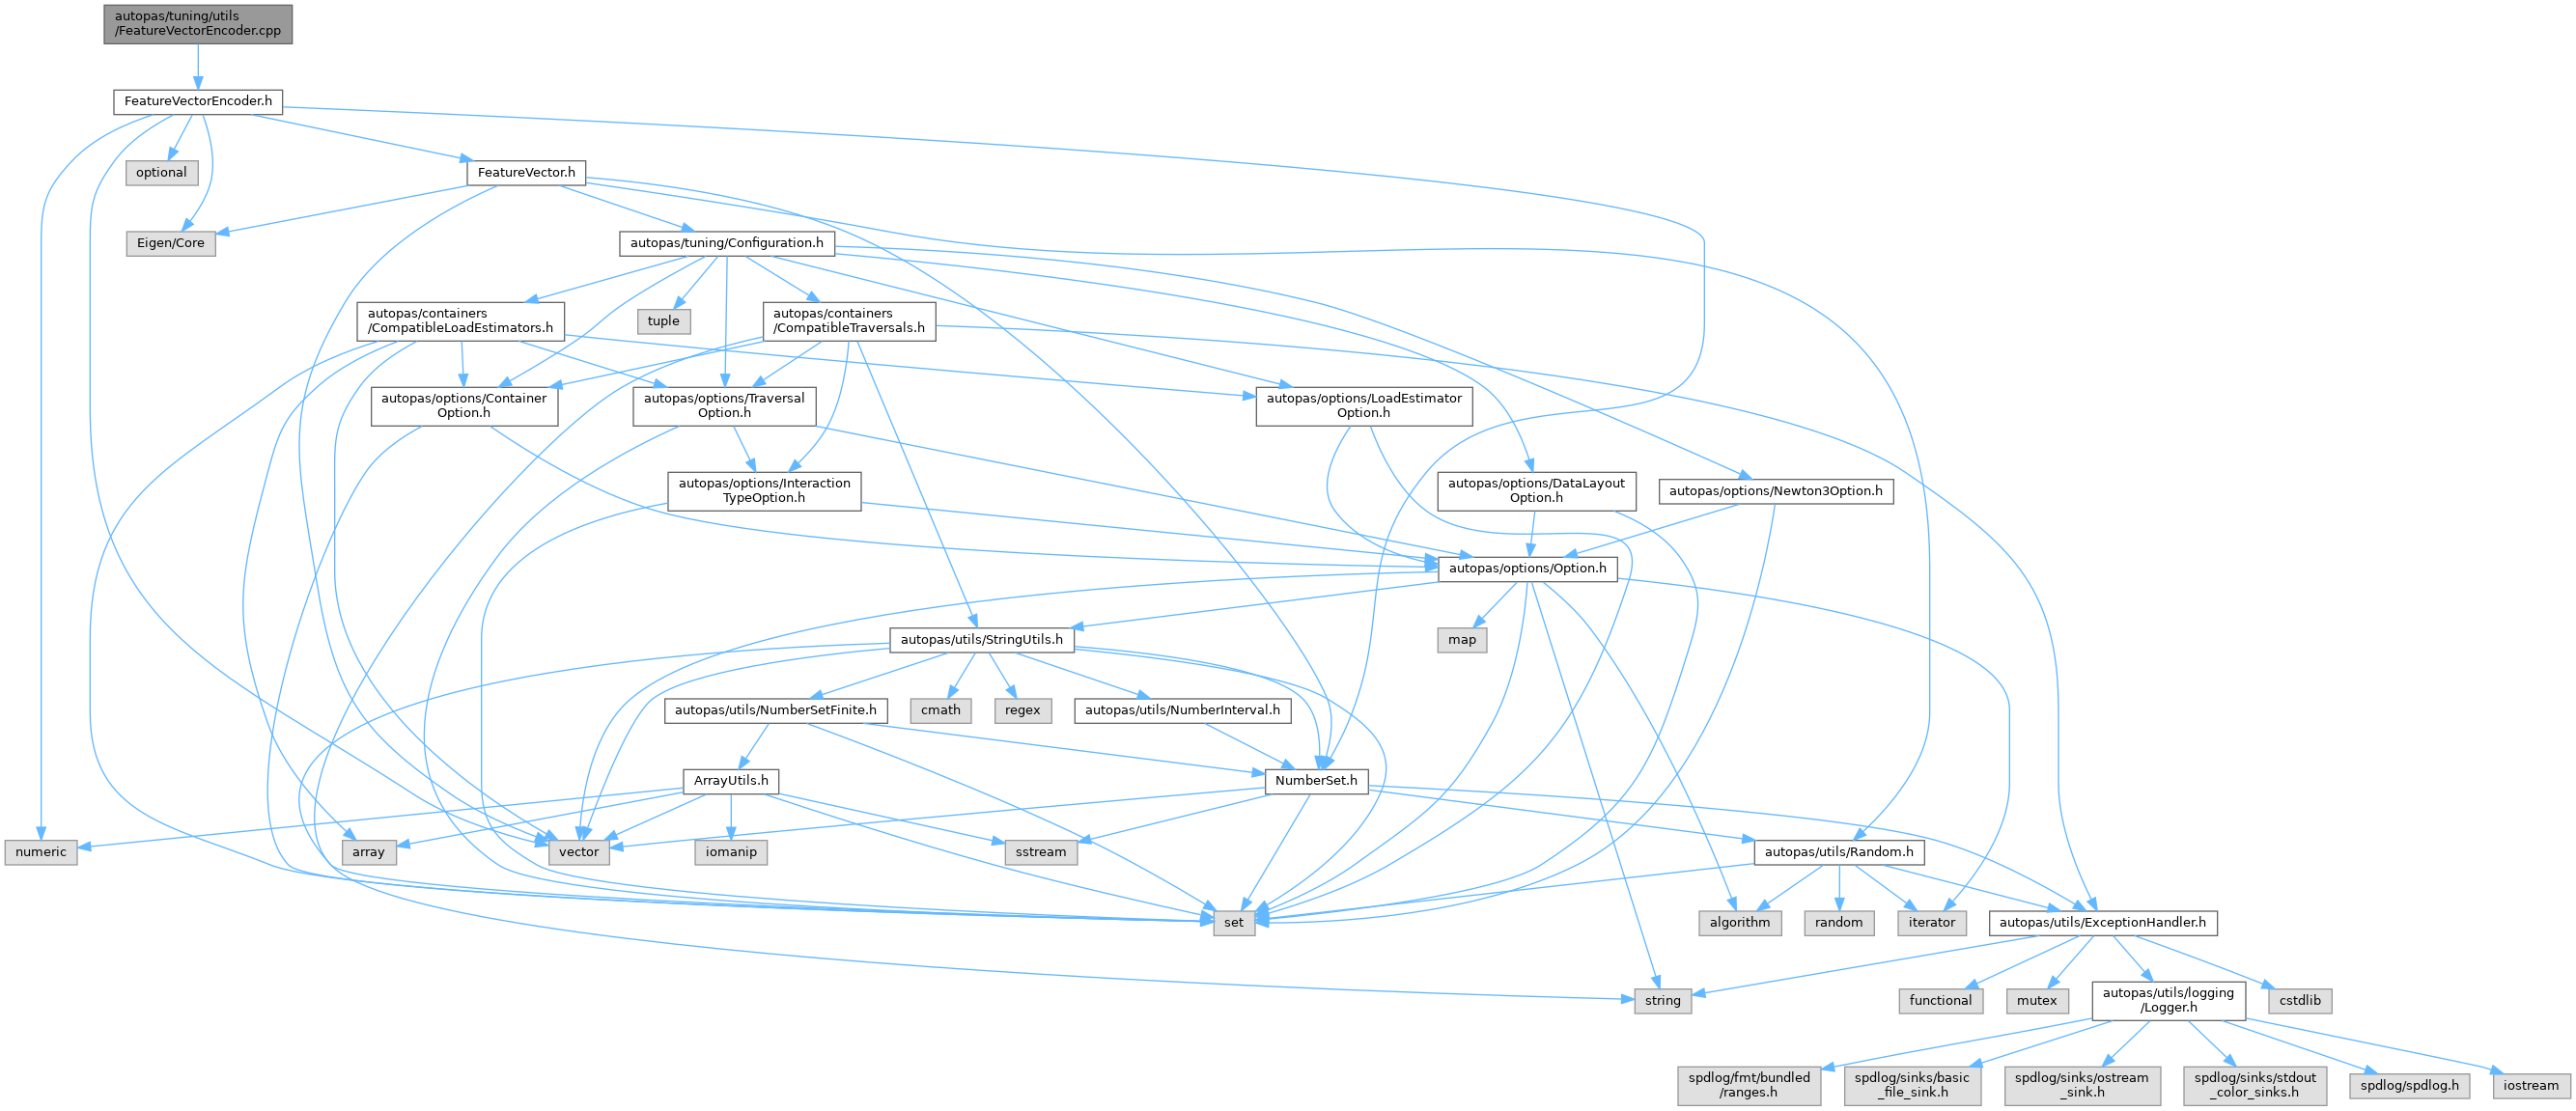 autopas/tuning/utils
/FeatureVectorEncoder.cpp
FeatureVectorEncoder.h
optional
FeatureVector.h
Eigen/Core
autopas/tuning/Configuration.h
autopas/containers
/CompatibleLoadEstimators.h
tuple
autopas/containers
/CompatibleTraversals.h
autopas/options/Container
Option.h
autopas/options/Traversal
Option.h
autopas/options/LoadEstimator
Option.h
autopas/options/Interaction
TypeOption.h
autopas/options/DataLayout
Option.h
autopas/options/Newton3Option.h
autopas/options/Option.h
autopas/utils/StringUtils.h
map
autopas/utils/NumberSetFinite.h
cmath
regex
autopas/utils/NumberInterval.h
ArrayUtils.h
NumberSet.h
numeric
array
vector
iomanip
sstream
autopas/utils/Random.h
set
algorithm
random
iterator
autopas/utils/ExceptionHandler.h
string
functional
mutex
autopas/utils/logging
/Logger.h
cstdlib
spdlog/fmt/bundled
/ranges.h
spdlog/sinks/basic
_file_sink.h
spdlog/sinks/ostream
_sink.h
spdlog/sinks/stdout
_color_sinks.h
spdlog/spdlog.h
iostream